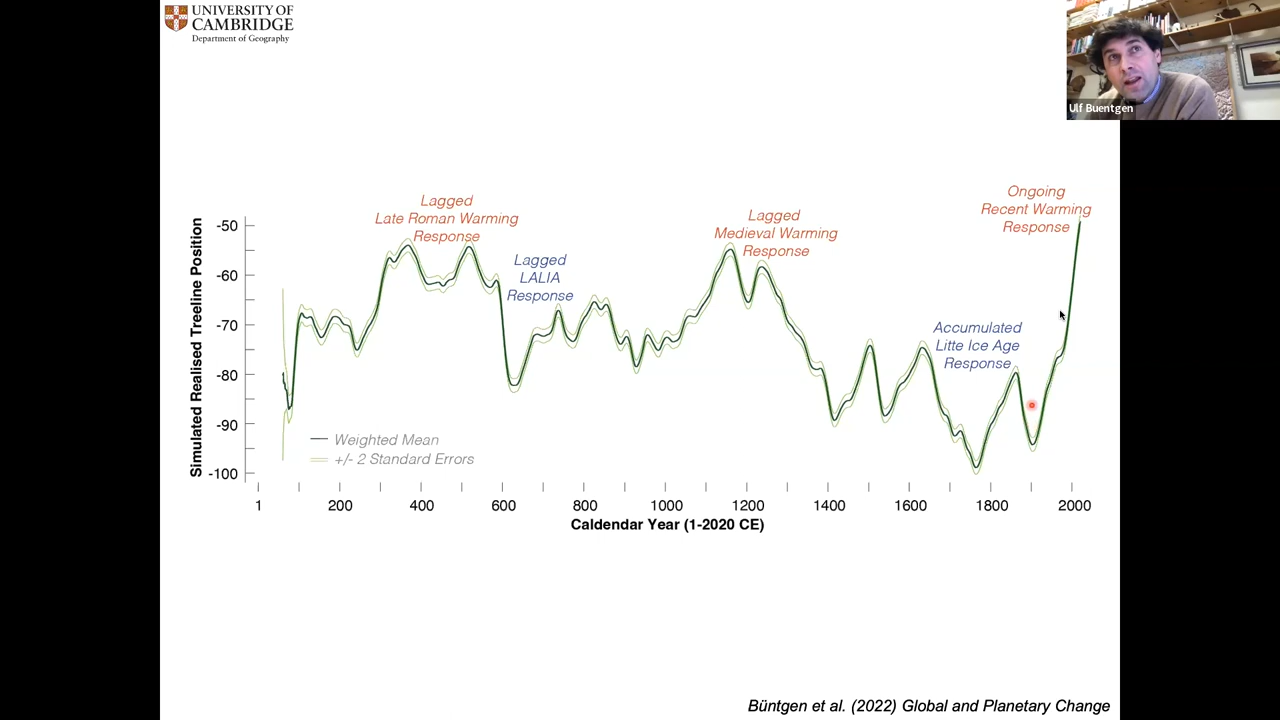 UNIVERSITY OF
CAMBRIDGE
Department of Geography
Ulf Buentgen
Lagged
Late Roman Warming
Response
Lagged
LALIA
Response
Lagged
Medieval Warming
Response
Ongoing
Recent Warming
Response
Accumulated
Litte Ice Age
Response
Simulated Realised Treeline Position
-50
-60
-70
-80
-90
-100
Weighted Mean
+/- 2 Standard Errors
1 200 400 600 800 1000 1200 1400 1600 1800 2000
Caldendar Year (1-2020 CE)
Büntgen et al. (2022) Global and Planetary Change